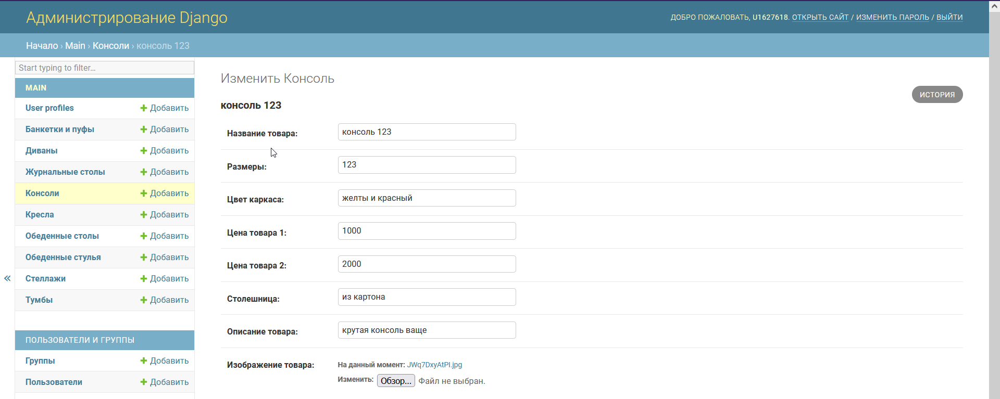 Администрирование Django
ДОБРО ПОЖАЛОВАТЬ, U1627618. ОТКРЫТЬ САЙТ / ИЗМЕНИТЬ ПАРОЛЬ / ВЫЙТИ
Начало › Main › Консоли › консоль 123
Start typing to filter...
MAIN
User profiles Добавить
Банкетки и пуфы Добавить
Диваны Добавить
Журнальные столы Добавить
Консоли Добавить
Кресла Добавить
Обеденные столы Добавить
Обеденные стулья Добавить
Стеллажи Добавить
Тумбы Добавить
ПОЛЬЗОВАТЕЛИ И ГРУППЫ
Группы Добавить
Пользователи Добавить
«
Изменить Консоль
ИСТОРИЯ
консоль 123
Название товара: консоль 123
Размеры: 123
Цвет каркаса: желты и красный
Цена товара 1: 1000
Цена товара 2: 2000
Столешница: из картона
Описание товара: крутая консоль ваще
Изображение товара: На данный момент: JWq7DxyAtPI.jpg
Изменить: Обзор... Файл не выбран.